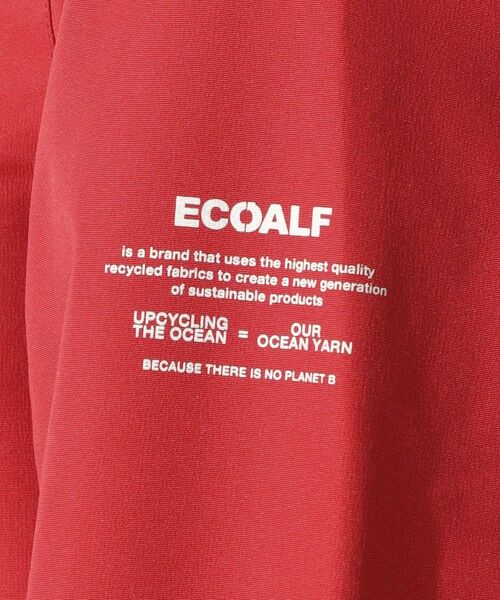 ECOALF
is a brand that uses the highest quality
recycled fabrics to create a new generation
of sustainable products
UPCYCLING THE OCEAN = OUR OCEAN YARN
BECAUSE THERE IS NO PLANET B